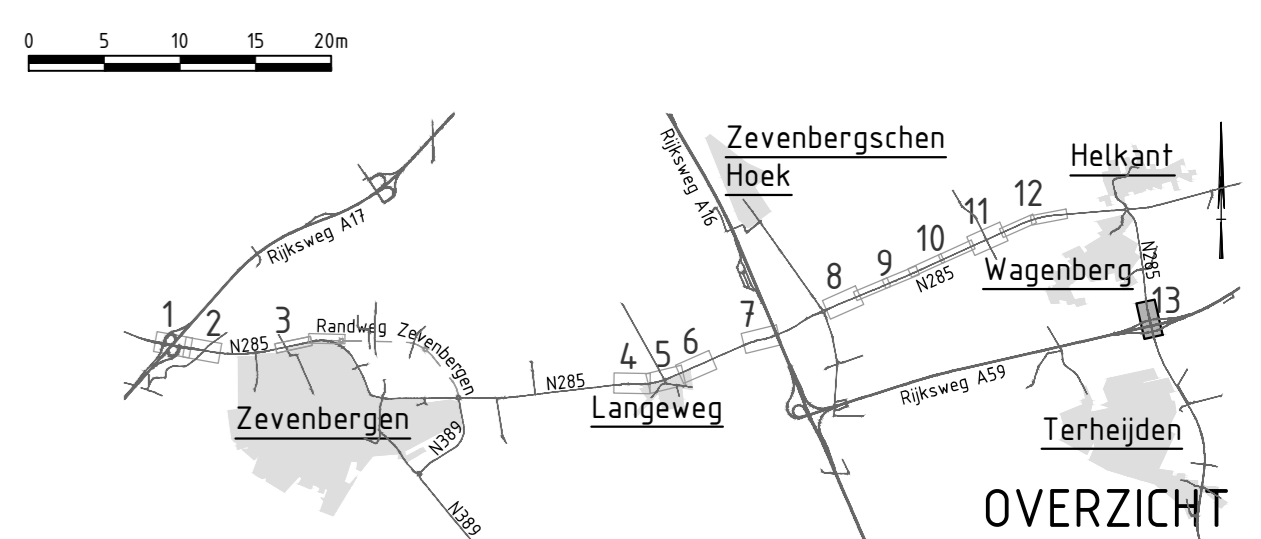 0 5 10 15 20m
Zevenbergschen
Hoek
Helkant
Rijksweg A16
Rijksweg A17
1
2
3
4
5
6
7
8
9
10
11
12
13
N285
Randweg Zevenbergen
N285
N285
N285
Wagenberg
Rijksweg A59
Langeweg
Zevenbergen
N389
N389
Terheijden
OVERZICHT